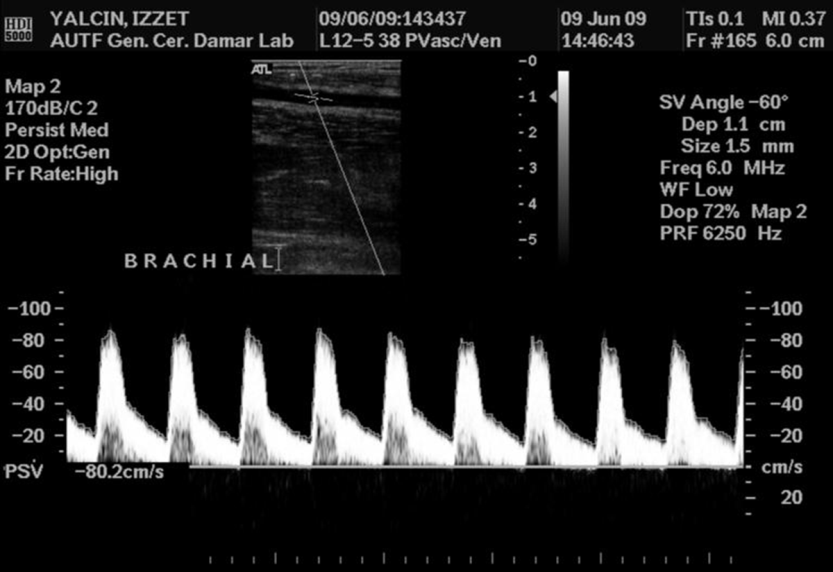 HDI 5000
YALCIN, IZZET
AUTF Gen. Cer. Damar Lab
09/06/09:143437
L12-5 38 PVasc/Ven
09 Jun 09
14:46:43
TIs 0.1 MI 0.37
Fr #165 6.0 cm
Map 2
170dB/C 2
Persist Med
2D Opt:Gen
Fr Rate:High
ATL
-0
-1
-2
-3
-4
-5
SV Angle -60°
Dep 1.1 cm
Size 1.5 mm
Freq 6.0 MHz
WF Low
Dop 72% Map 2
PRF 6250 Hz
BRACHIAL
-100
-80
-60
-40
-20
PSV -80.2cm/s
-100
-80
-60
-40
-20
cm/s
20